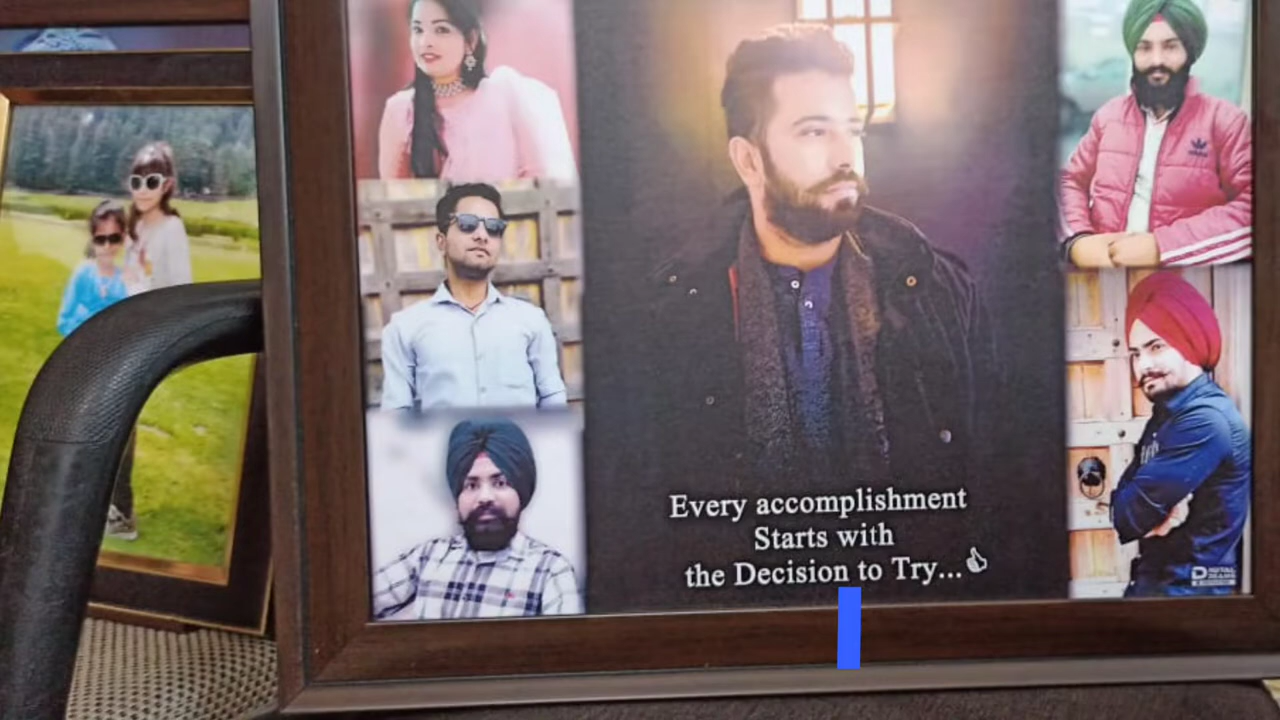 Every accomplishment
Starts with
the Decision to Try...